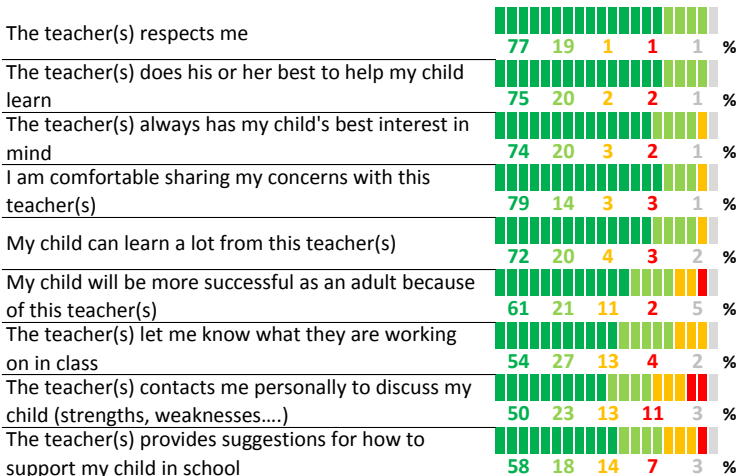 The teacher(s) respects me
77 19 1 1 1 %
The teacher(s) does his or her best to help my child
learn
75 20 2 2 1 %
The teacher(s) always has my child's best interest in
mind
74 20 3 2 1 %
I am comfortable sharing my concerns with this
teacher(s)
79 14 3 3 1 %
My child can learn a lot from this teacher(s)
72 20 4 3 2 %
My child will be more successful as an adult because
of this teacher(s)
61 21 11 2 5 %
The teacher(s) let me know what they are working
on in class
54 27 13 4 2 %
The teacher(s) contacts me personally to discuss my
child (strengths, weaknesses....)
50 23 13 11 3 %
The teacher(s) provides suggestions for how to
support my child in school
58 18 14 7 3 %